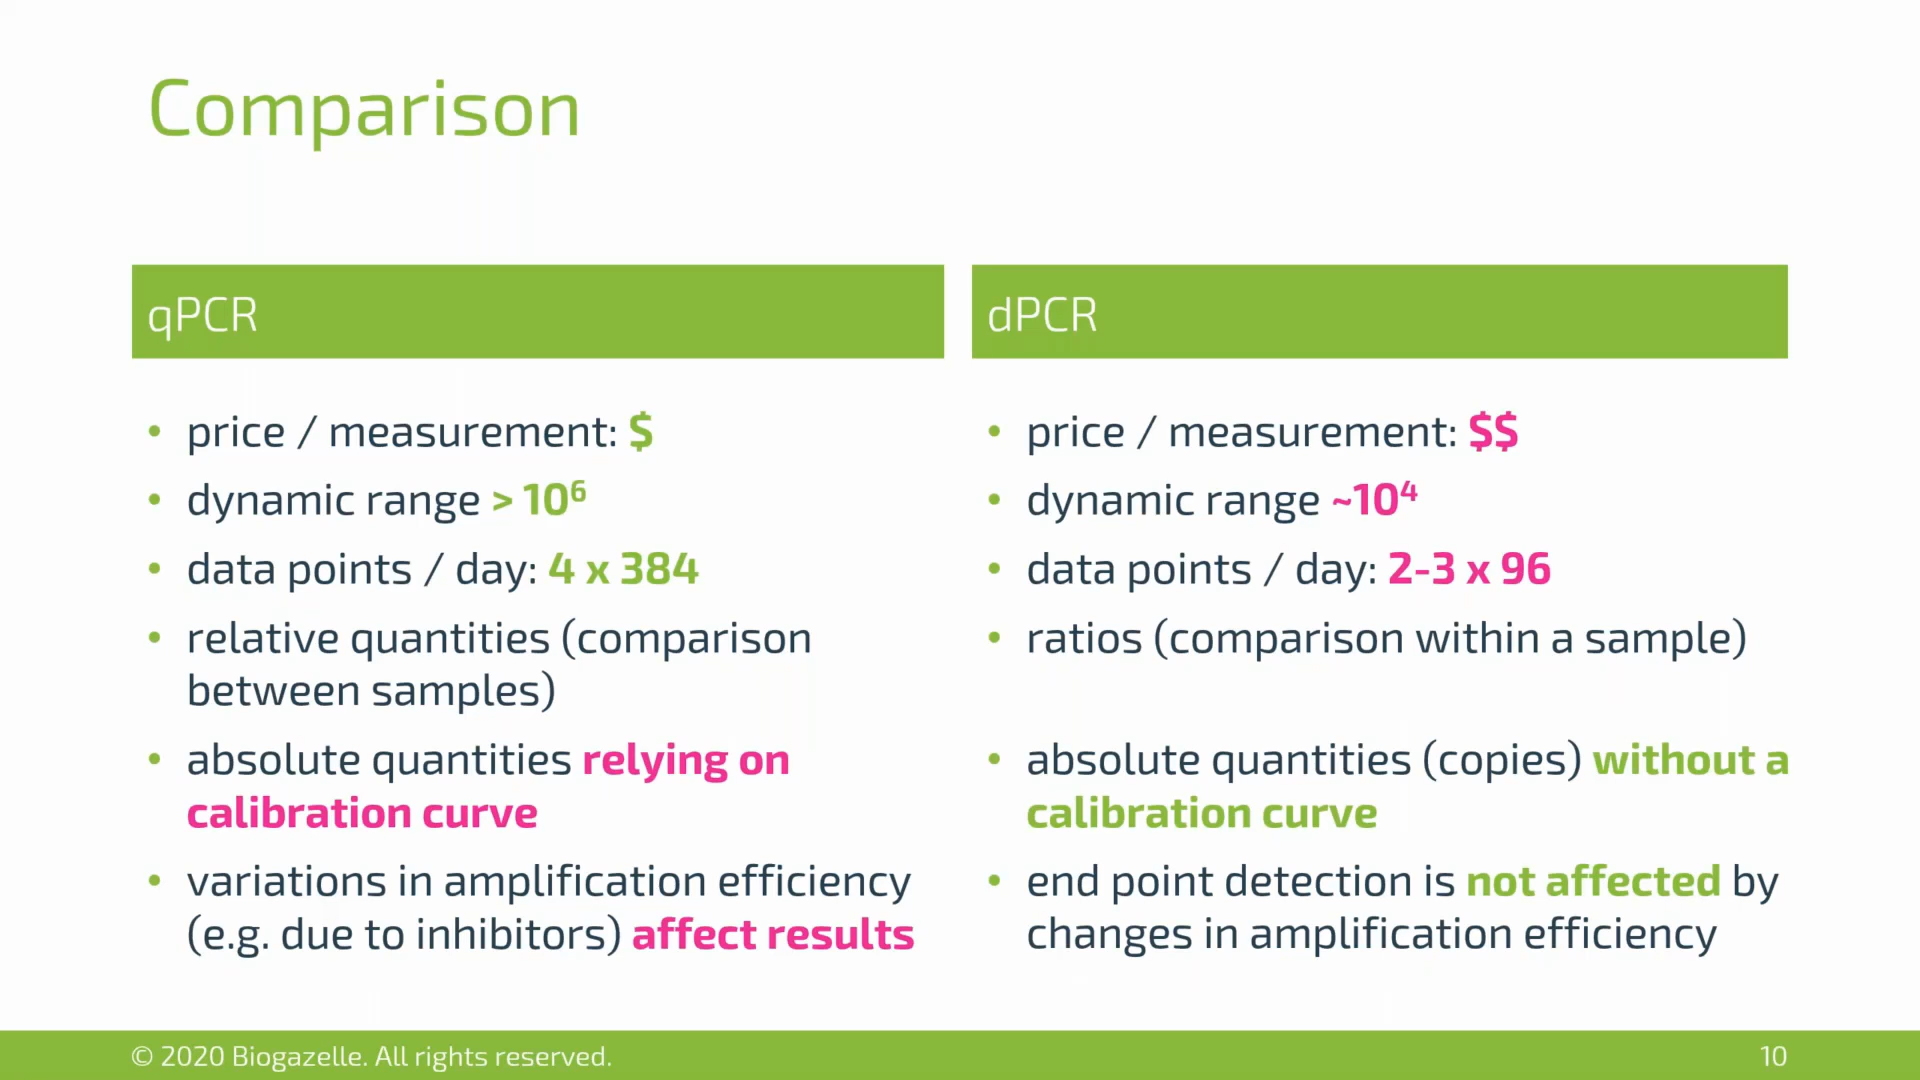 Comparison
qPCR
• price / measurement: $
• dynamic range > 10⁶
• data points / day: 4 x 384
• relative quantities (comparison
between samples)
• absolute quantities relying on
calibration curve
• variations in amplification efficiency
(e.g. due to inhibitors) affect results
dPCR
• price / measurement: $$
• dynamic range ~10⁴
• data points / day: 2-3 x 96
• ratios (comparison within a sample)
• absolute quantities (copies) without a
calibration curve
• end point detection is not affected by
changes in amplification efficiency
© 2020 Biogazelle. All rights reserved.
10